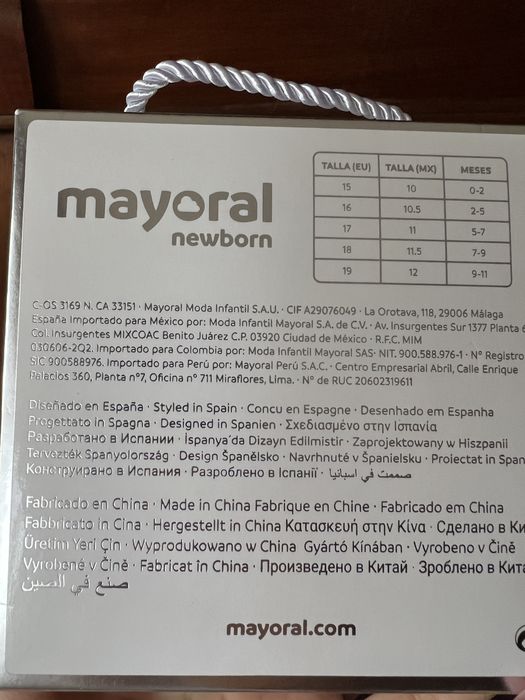 mayoral
newborn
TALLA (EU) TALLA (MX) MESES
15 10 0-2
16 10.5 2-5
17 11 5-7
18 11.5 7-9
19 12 9-11
C-OS 3169 N. CA 33151 · Mayoral Moda Infantil S.A.U. · CIF A29076049 · La Orotava, 118, 29006 Málaga
España Importado para México por: Moda Infantil Mayoral S.A. de C.V. · Av. Insurgentes Sur 1377 Planta 6
Col. Insurgentes MIXCOAC Benito Juárez C.P. 03920 Ciudad de México · R.F.C. MIM
030606-2Q2. Importado para Colombia por: Moda Infantil Mayoral SAS· NIT. 900.588.976-1 · N° Registro
SIC 900588976. Importado para Perú por: Mayoral Perú S.A.C. · Centro Empresarial Abril, Calle Enrique
Palacios 360, Planta nº7, Oficina nº 711 Miraflores, Lima. · N° de RUC 20602319611
Diseñado en España · Styled in Spain · Concu en Espagne · Desenhado em Espanha
Progettato in Spagna · Designed in Spanien · Σχεδιασμένο στην Ισπανία
Разработано в Испании · İspanya'da Dizayn Edilmistir · Zaprojektowany w Hiszpanii
Tervezték Spanyolország · Design Španělsko · Navrhnuté v Španielsku · Proiectat in Span
Конструирано в Испания · Розроблено в Іспанії · صممت في اسبانيا
Fabricado en China · Made in China Fabrique en Chine · Fabricado em China
Fabbricato in Cina · Hergestellt in China Κατασκευή στην Κίνα · Сделано в Ки
Üretim Yeri Çin · Wyprodukowano w China Gyártó Kínában · Vyrobeno v Čině
Vyrobené v Čině · Fabricat in China · Произведено в Китай · Зроблено в Кита
صنع في الصين
mayoral.com